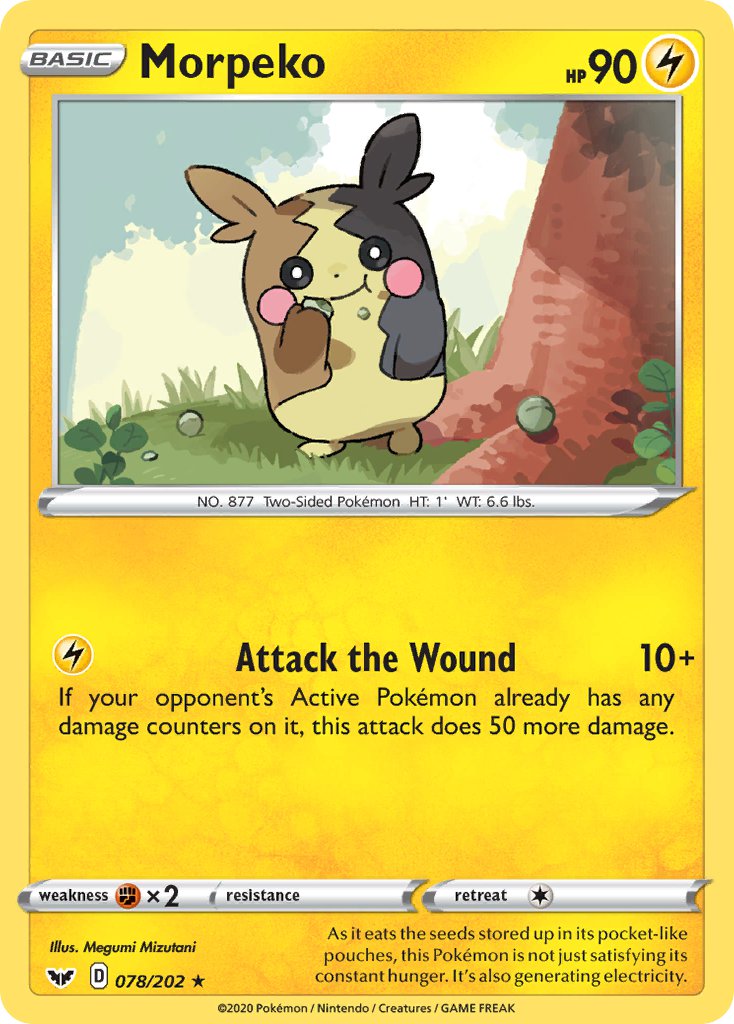 BASIC Morpeko HP 90
NO. 877 Two-Sided Pokémon HT: 1' WT: 6.6 lbs.
Attack the Wound 10+
If your opponent's Active Pokémon already has any
damage counters on it, this attack does 50 more damage.
weakness ×2 resistance retreat
Illus. Megumi Mizutani
As it eats the seeds stored up in its pocket-like
pouches, this Pokémon is not just satisfying its
constant hunger. It's also generating electricity.
D 078/202 ★
©2020 Pokémon / Nintendo / Creatures / GAME FREAK